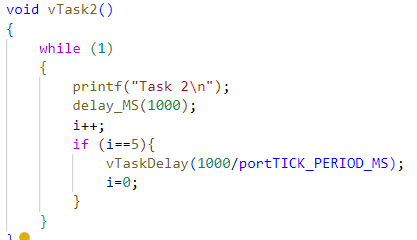 void vTask2()
{
while (1)
{
printf("Task 2\n");
delay_MS(1000);
i++;
if (i==5){
vTaskDelay(1000/portTICK_PERIOD_MS);
i=0;
}
}
}